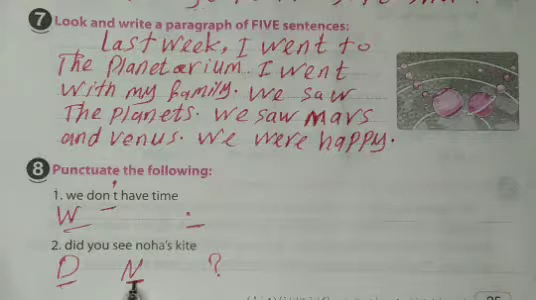 7 Look and write a paragraph of FIVE sentences:
Last week, I went to
The Planetarium. I went
with my family. we saw
The planets. we saw mars
and venus. we were happy.
8 Punctuate the following:
1. we don't have time
W .
2. did you see noha's kite
D N ?